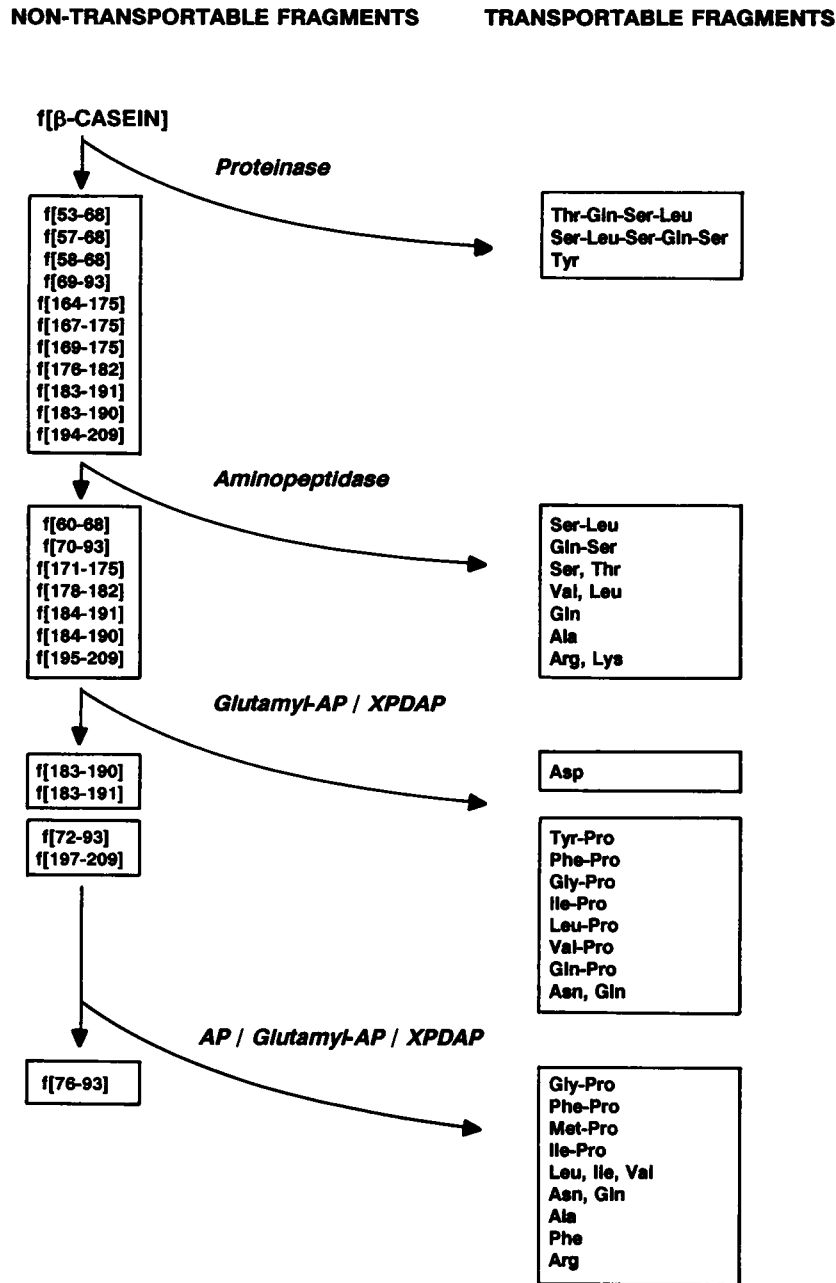 NON-TRANSPORTABLE FRAGMENTS
TRANSPORTABLE FRAGMENTS
f[β-CASEIN]
Proteinase
f[53-68]
f[57-68]
f[58-68]
f[69-93]
f[164-175]
f[167-175]
f[169-175]
f[176-182]
f[183-191]
f[183-190]
f[194-209]
Thr-Gln-Ser-Leu
Ser-Leu-Ser-Gln-Ser
Tyr
Aminopeptidase
f[60-68]
f[70-93]
f[171-175]
f[178-182]
f[184-191]
f[184-190]
f[195-209]
Ser-Leu
Gln-Ser
Ser, Thr
Val, Leu
Gln
Ala
Arg, Lys
Glutamyl-AP / XPDAP
f[183-190]
f[183-191]
f[72-93]
f[197-209]
Asp
Tyr-Pro
Phe-Pro
Gly-Pro
Ile-Pro
Leu-Pro
Val-Pro
Gln-Pro
Asn, Gln
AP / Glutamyl-AP / XPDAP
f[76-93]
Gly-Pro
Phe-Pro
Met-Pro
Ile-Pro
Leu, Ile, Val
Asn, Gln
Ala
Phe
Arg